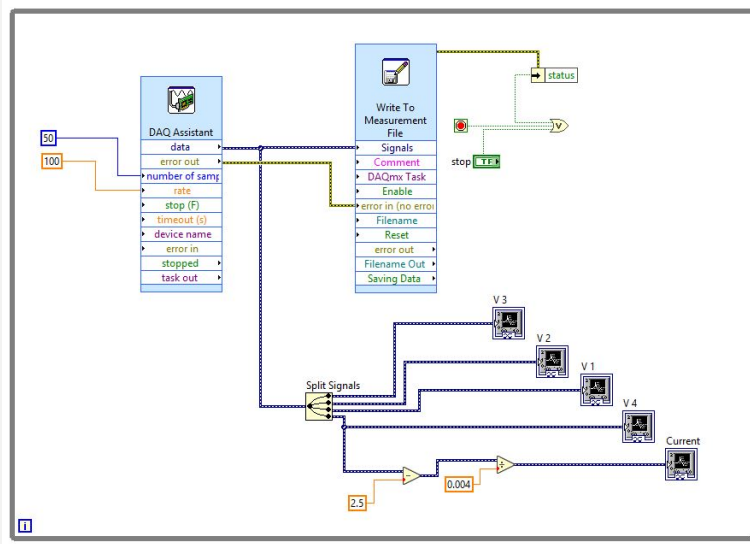 DAQ Assistant
data
error out
number of samp
rate
stop (F)
timeout (s)
device name
error in
stopped
task out
50
100
Write To
Measurement
File
Signals
Comment
DAQmx Task
Enable
error in (no erro
Filename
Reset
error out
Filename Out
Saving Data
status
V
stop TF
V 3
V 2
V 1
V 4
Current
Split Signals
2.5
0.004
i